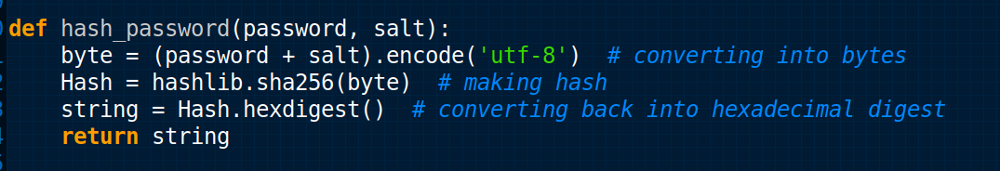 def hash_password(password, salt):
    byte = (password + salt).encode('utf-8')  # converting into bytes
    Hash = hashlib.sha256(byte)  # making hash
    string = Hash.hexdigest()  # converting back into hexadecimal digest
    return string